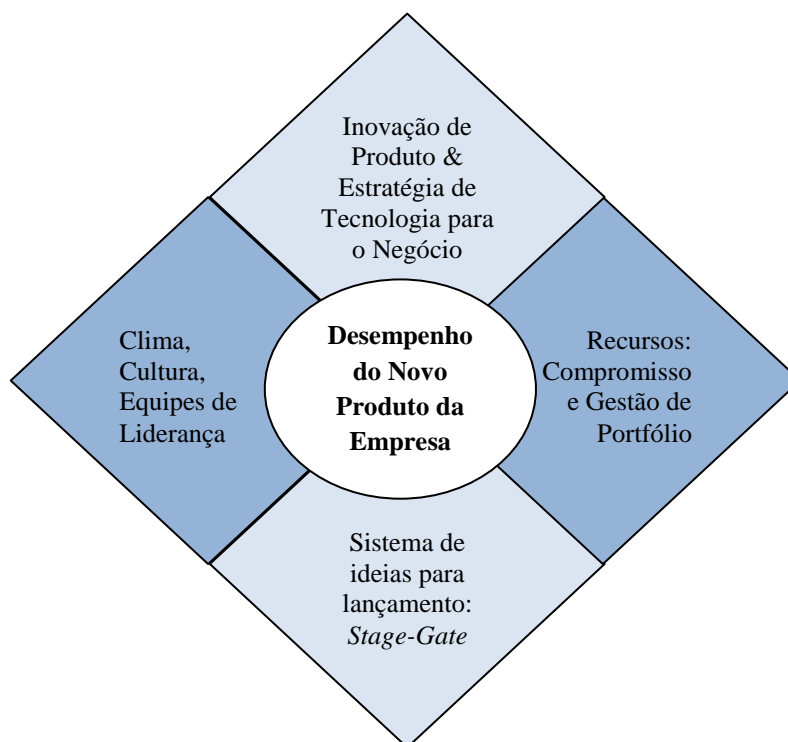 Inovação de
Produto &
Estratégia de
Tecnologia para
o Negócio
Clima,
Cultura,
Equipes de
Liderança
Desempenho
do Novo
Produto da
Empresa
Recursos:
Compromisso
e Gestão de
Portfólio
Sistema de
ideias para
lançamento:
Stage-Gate